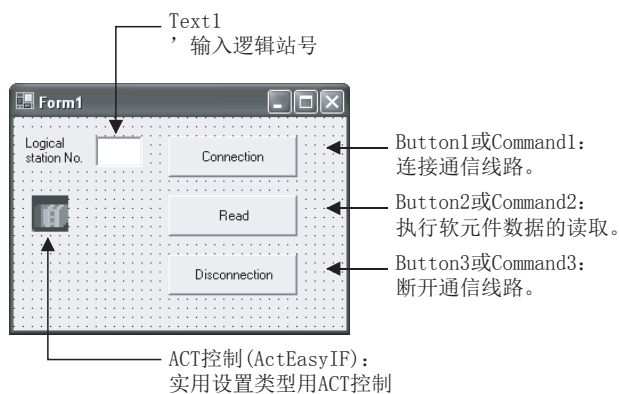 Text1
’输入逻辑站号
Form1
Logical
station No.
Connection
Button1或Command1：
连接通信线路。
Read
Button2或Command2：
执行软元件数据的读取。
Disconnection
Button3或Command3：
断开通信线路。
ACT控制(ActEasyIF)：
实用设置类型用ACT控制